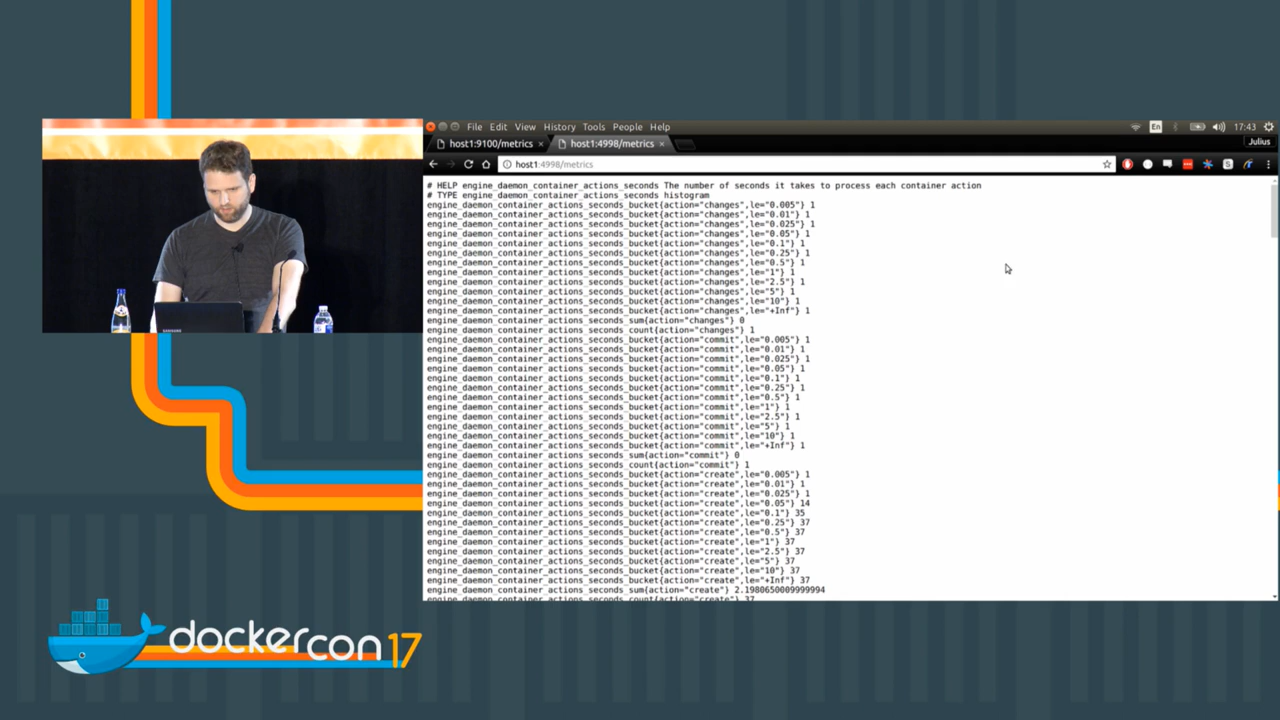 File Edit View History Tools People Help
En
17:43
host1:9100/metrics
host1:4998/metrics
Julius
host1:4998/metrics
# HELP engine_daemon_container_actions_seconds The number of seconds it takes to process each container action
# TYPE engine_daemon_container_actions_seconds histogram
engine_daemon_container_actions_seconds_bucket{action="changes",le="0.005"} 1
engine_daemon_container_actions_seconds_bucket{action="changes",le="0.01"} 1
engine_daemon_container_actions_seconds_bucket{action="changes",le="0.025"} 1
engine_daemon_container_actions_seconds_bucket{action="changes",le="0.05"} 1
engine_daemon_container_actions_seconds_bucket{action="changes",le="0.1"} 1
engine_daemon_container_actions_seconds_bucket{action="changes",le="0.25"} 1
engine_daemon_container_actions_seconds_bucket{action="changes",le="0.5"} 1
engine_daemon_container_actions_seconds_bucket{action="changes",le="1"} 1
engine_daemon_container_actions_seconds_bucket{action="changes",le="2.5"} 1
engine_daemon_container_actions_seconds_bucket{action="changes",le="5"} 1
engine_daemon_container_actions_seconds_bucket{action="changes",le="10"} 1
engine_daemon_container_actions_seconds_bucket{action="changes",le="+Inf"} 1
engine_daemon_container_actions_seconds_sum{action="changes"} 0
engine_daemon_container_actions_seconds_count{action="changes"} 1
engine_daemon_container_actions_seconds_bucket{action="commit",le="0.005"} 1
engine_daemon_container_actions_seconds_bucket{action="commit",le="0.01"} 1
engine_daemon_container_actions_seconds_bucket{action="commit",le="0.025"} 1
engine_daemon_container_actions_seconds_bucket{action="commit",le="0.05"} 1
engine_daemon_container_actions_seconds_bucket{action="commit",le="0.1"} 1
engine_daemon_container_actions_seconds_bucket{action="commit",le="0.25"} 1
engine_daemon_container_actions_seconds_bucket{action="commit",le="0.5"} 1
engine_daemon_container_actions_seconds_bucket{action="commit",le="1"} 1
engine_daemon_container_actions_seconds_bucket{action="commit",le="2.5"} 1
engine_daemon_container_actions_seconds_bucket{action="commit",le="5"} 1
engine_daemon_container_actions_seconds_bucket{action="commit",le="10"} 1
engine_daemon_container_actions_seconds_bucket{action="commit",le="+Inf"} 1
engine_daemon_container_actions_seconds_sum{action="commit"} 0
engine_daemon_container_actions_seconds_count{action="commit"} 1
engine_daemon_container_actions_seconds_bucket{action="create",le="0.005"} 1
engine_daemon_container_actions_seconds_bucket{action="create",le="0.01"} 1
engine_daemon_container_actions_seconds_bucket{action="create",le="0.025"} 1
engine_daemon_container_actions_seconds_bucket{action="create",le="0.05"} 14
engine_daemon_container_actions_seconds_bucket{action="create",le="0.1"} 35
engine_daemon_container_actions_seconds_bucket{action="create",le="0.25"} 37
engine_daemon_container_actions_seconds_bucket{action="create",le="0.5"} 37
engine_daemon_container_actions_seconds_bucket{action="create",le="1"} 37
engine_daemon_container_actions_seconds_bucket{action="create",le="2.5"} 37
engine_daemon_container_actions_seconds_bucket{action="create",le="5"} 37
engine_daemon_container_actions_seconds_bucket{action="create",le="10"} 37
engine_daemon_container_actions_seconds_bucket{action="create",le="+Inf"} 37
engine_daemon_container_actions_seconds_sum{action="create"} 2.1980650009999994
engine_daemon_container_actions_seconds_count{action="create"} 37
SAMSUNG
dockercon 17